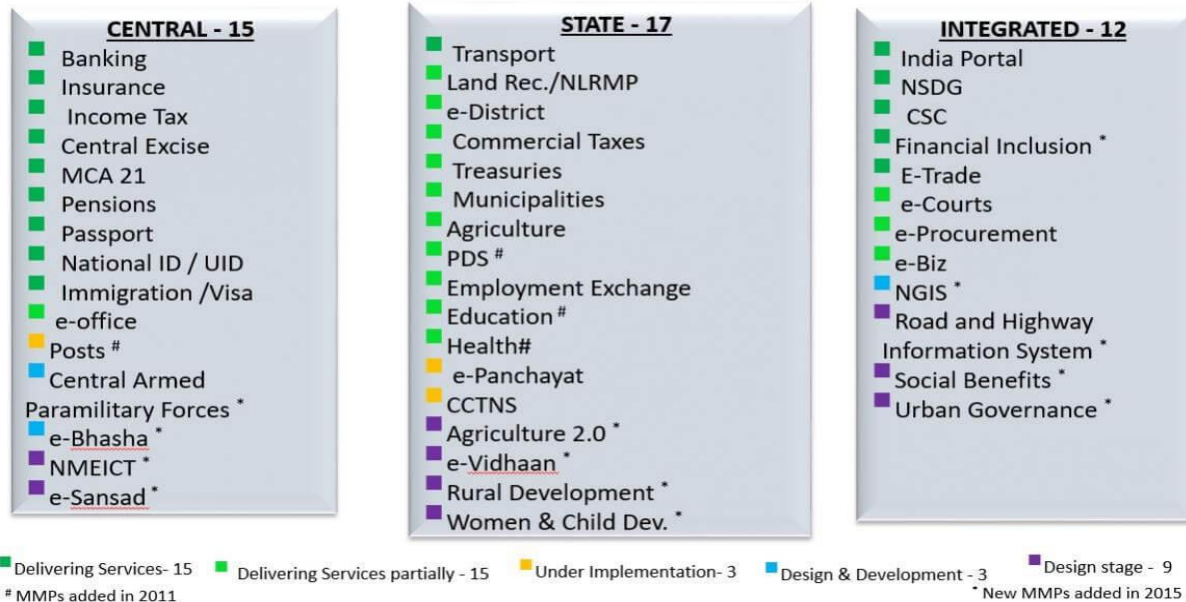 CENTRAL - 15
Banking
Insurance
Income Tax
Central Excise
MCA 21
Pensions
Passport
National ID / UID
Immigration /Visa
e-office
Posts #
Central Armed
Paramilitary Forces *
e-Bhasha *
NMEICT *
e-Sansad *
STATE - 17
Transport
Land Rec./NLRMP
e-District
Commercial Taxes
Treasuries
Municipalities
Agriculture
PDS #
Employment Exchange
Education #
Health#
e-Panchayat
CCTNS
Agriculture 2.0 *
e-Vidhaan *
Rural Development *
Women & Child Dev. *
INTEGRATED - 12
India Portal
NSDG
CSC
Financial Inclusion *
E-Trade
e-Courts
e-Procurement
e-Biz
NGIS *
Road and Highway
Information System *
Social Benefits *
Urban Governance *
Delivering Services- 15
Delivering Services partially - 15
Under Implementation- 3
Design & Development - 3
Design stage - 9
# MMPs added in 2011
* New MMPs added in 2015